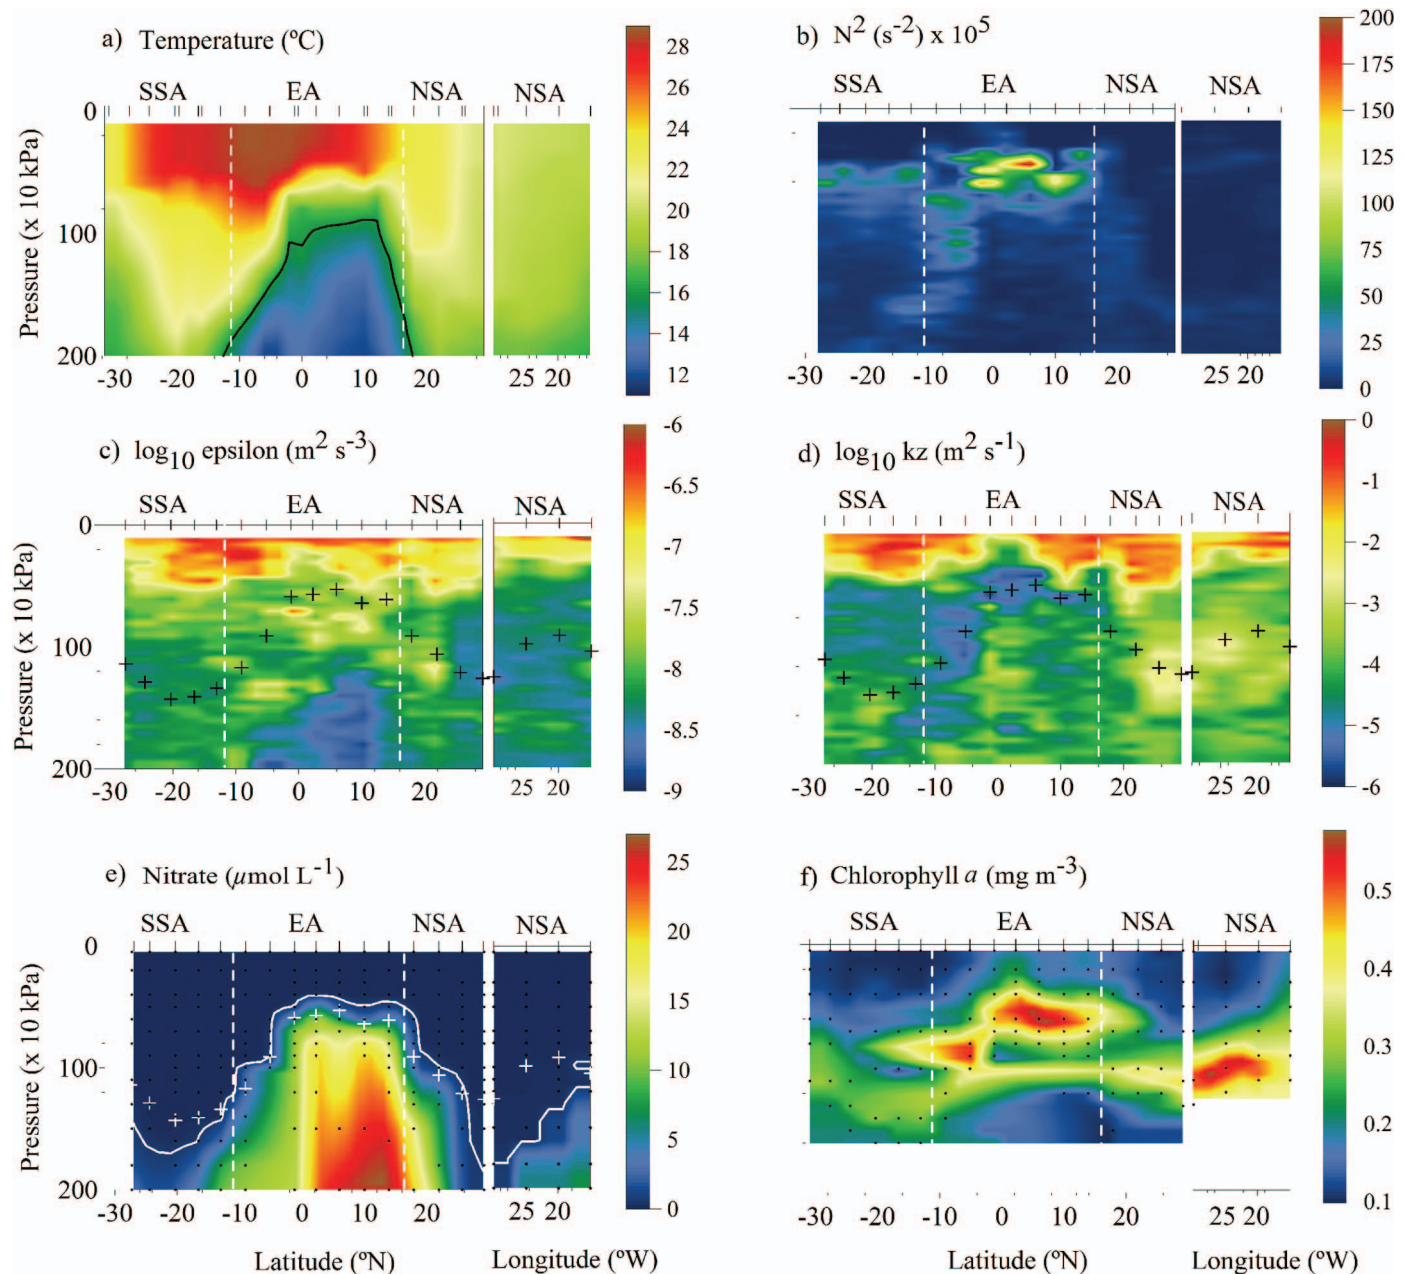 a) Temperature (ºC)
SSA EA NSA NSA
28
26
24
22
20
18
16
14
12
0
100
200
Pressure (x 10 kPa)
-30 -20 -10 0 10 20 25 20
b) N² (s⁻²) x 10⁵
SSA EA NSA NSA
200
175
150
125
100
75
50
25
0
-30 -20 -10 0 10 20 25 20
c) log₁₀ epsilon (m² s⁻³)
SSA EA NSA NSA
-6
-6.5
-7
-7.5
-8
-8.5
-9
0
100
200
Pressure (x 10 kPa)
-30 -20 -10 0 10 20 25 20
d) log₁₀ kz (m² s⁻¹)
SSA EA NSA NSA
0
-1
-2
-3
-4
-5
-6
-30 -20 -10 0 10 20 25 20
e) Nitrate (µmol L⁻¹)
SSA EA NSA NSA
25
20
15
10
5
0
0
100
200
Pressure (x 10 kPa)
-30 -20 -10 0 10 20 25 20
Latitude (ºN) Longitude (ºW)
f) Chlorophyll a (mg m⁻³)
SSA EA NSA NSA
0.5
0.4
0.3
0.2
0.1
-30 -20 -10 0 10 20 25 20
Latitude (ºN) Longitude (ºW)